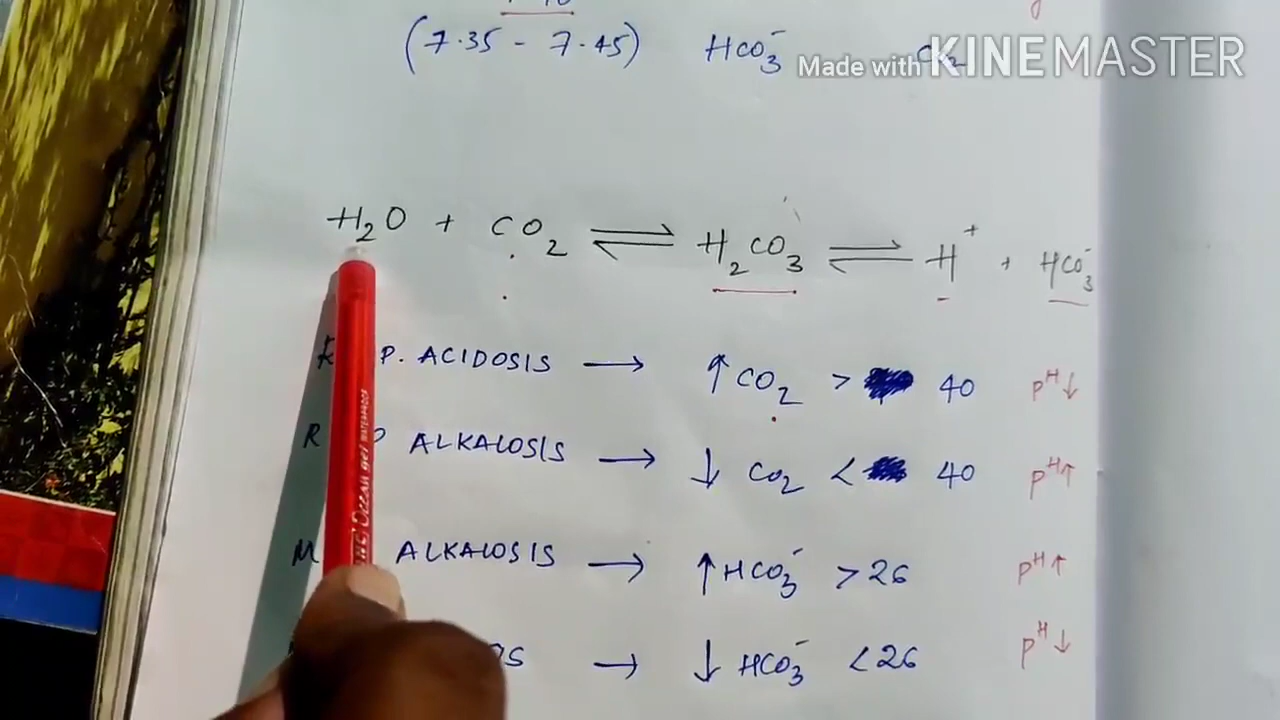 (7.35 - 7.45) HCO₃⁻
Made with KINEMASTER
H₂O + CO₂ ⇌ H₂CO₃ ⇌ H⁺ + HCO₃⁻
P. ACIDOSIS → ↑CO₂ > 40 pH↓
ALKALOSIS → ↓ CO₂ < 40 pH↑
ALKALOSIS → ↑HCO₃⁻ >26 pH↑
→ ↓ HCO₃⁻ <26 pH↓